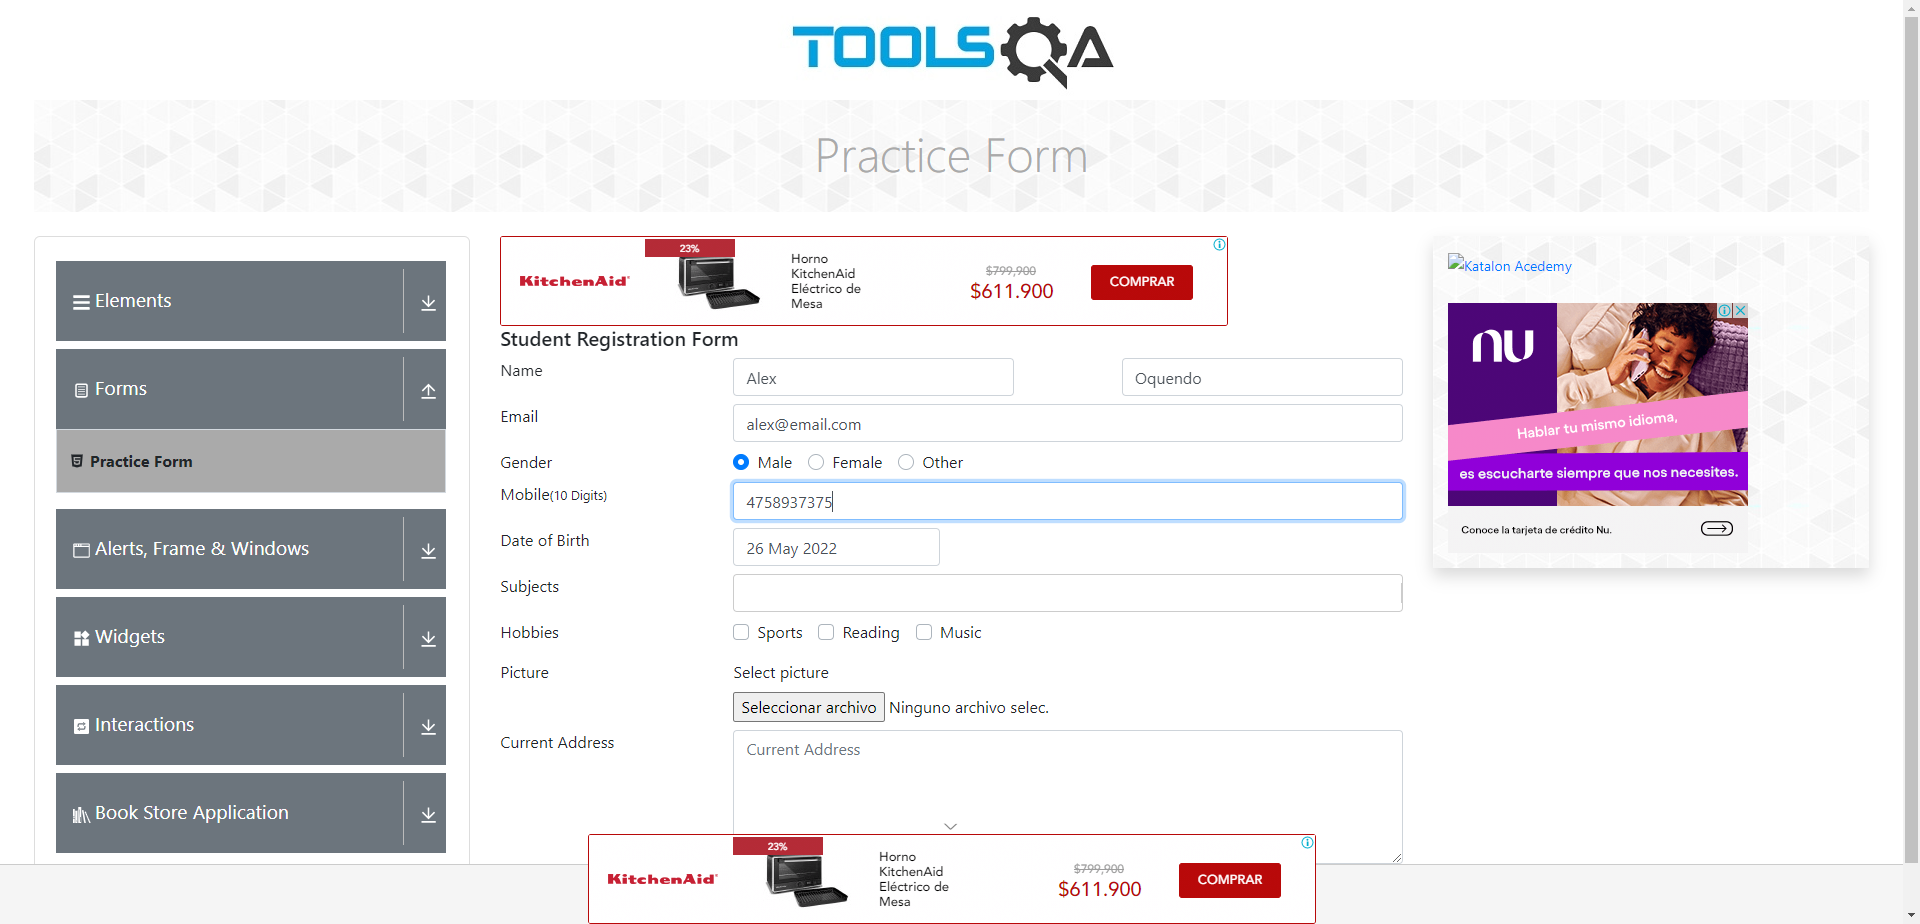 TOOLSQA
Practice Form
Elements
Forms
Practice Form
Alerts, Frame & Windows
Widgets
Interactions
Book Store Application
KitchenAid
23%
Horno
KitchenAid
Eléctrico de
Mesa
$799,900
$611.900
COMPRAR
Student Registration Form
Name
Alex
Oquendo
Email
alex@email.com
Gender
Male
Female
Other
Mobile(10 Digits)
4758937375
Date of Birth
26 May 2022
Subjects
Hobbies
Sports
Reading
Music
Picture
Select picture
Seleccionar archivo
Ninguno archivo selec.
Current Address
Current Address
Katalon Acedemy
nu
Hablar tu mismo idioma,
es escucharte siempre que nos necesites.
Conoce la tarjeta de crédito Nu.
KitchenAid
23%
Horno
KitchenAid
Eléctrico de
Mesa
$799,900
$611.900
COMPRAR